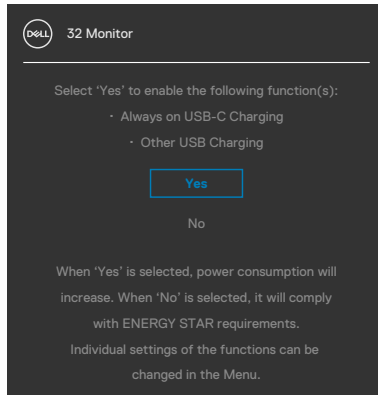 DELL
32 Monitor
Select ‘Yes’ to enable the following function(s):
· Always on USB-C Charging
· Other USB Charging
Yes
No
When ‘Yes’ is selected, power consumption will
increase. When ‘No’ is selected, it will comply
with ENERGY STAR requirements.
Individual settings of the functions can be
changed in the Menu.